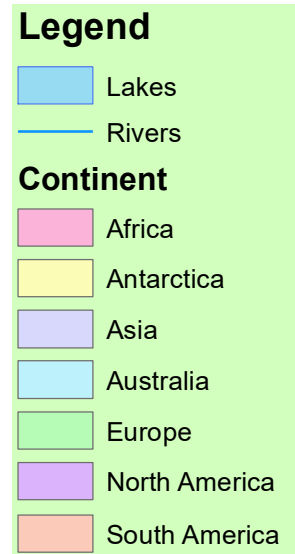 Legend
Lakes
Rivers
Continent
Africa
Antarctica
Asia
Australia
Europe
North America
South America